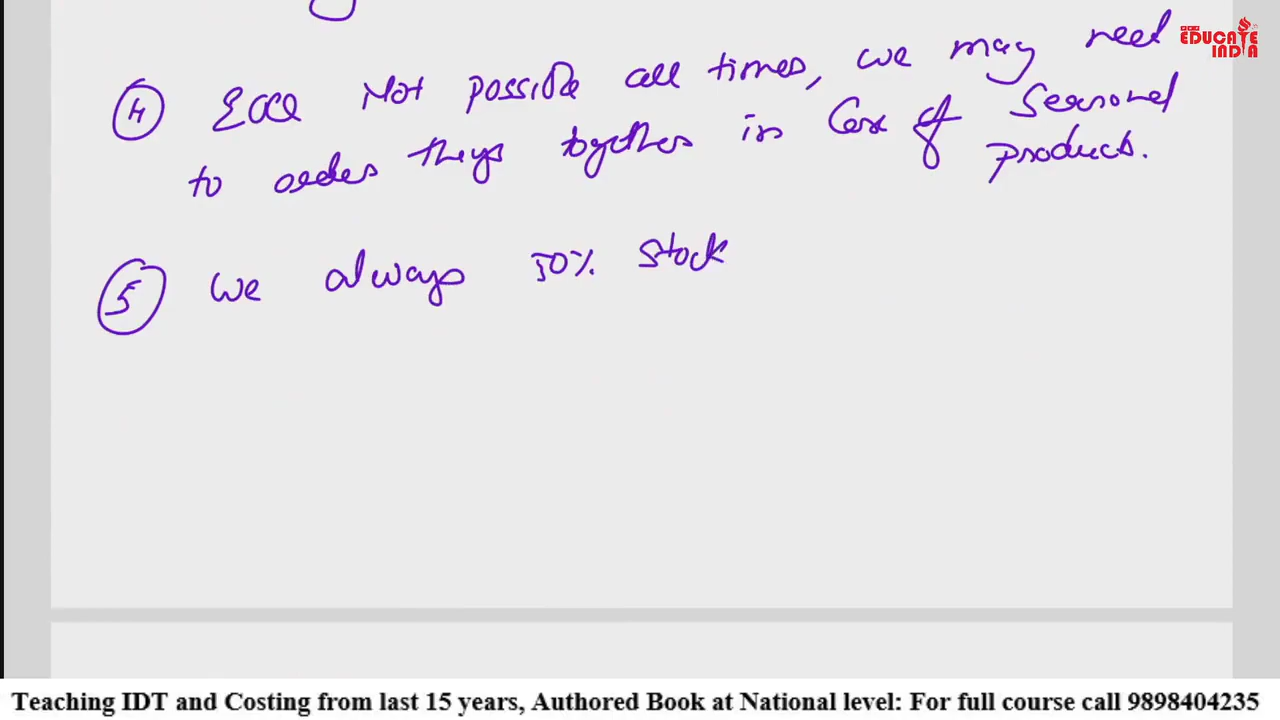 EDUCATE
INDIA
4 EOQ Not possible all times, we may need
to order things together in Case of Seasonal
products.
5 We always 50% Stock
Teaching IDT and Costing from last 15 years, Authored Book at National level: For full course call 9898404235